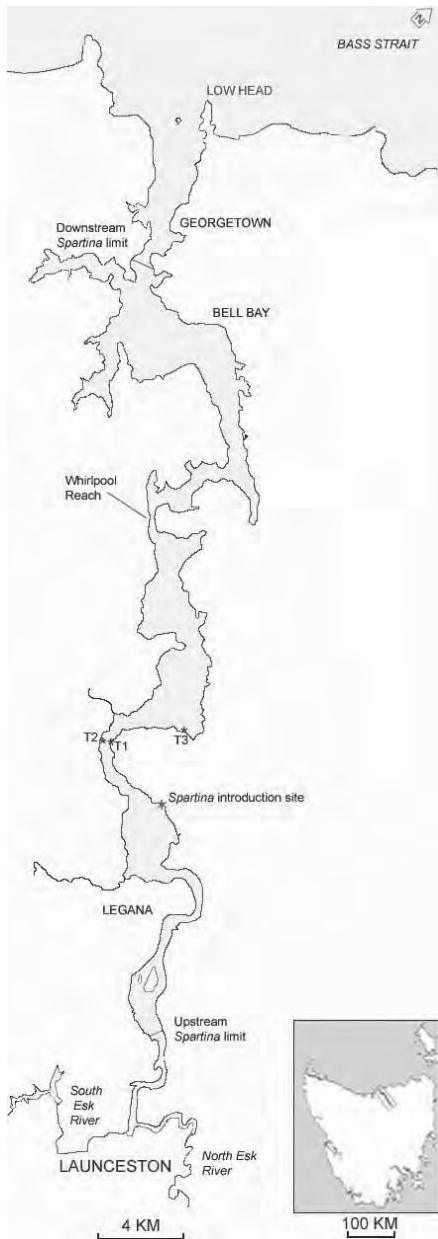 N
BASS STRAIT
LOW HEAD
GEORGETOWN
Downstream
Spartina limit
BELL BAY
Whirlpool
Reach
T2
T1
T3
Spartina introduction site
LEGANA
Upstream
Spartina limit
South
Esk
River
North Esk
River
LAUNCESTON
4 KM
100 KM